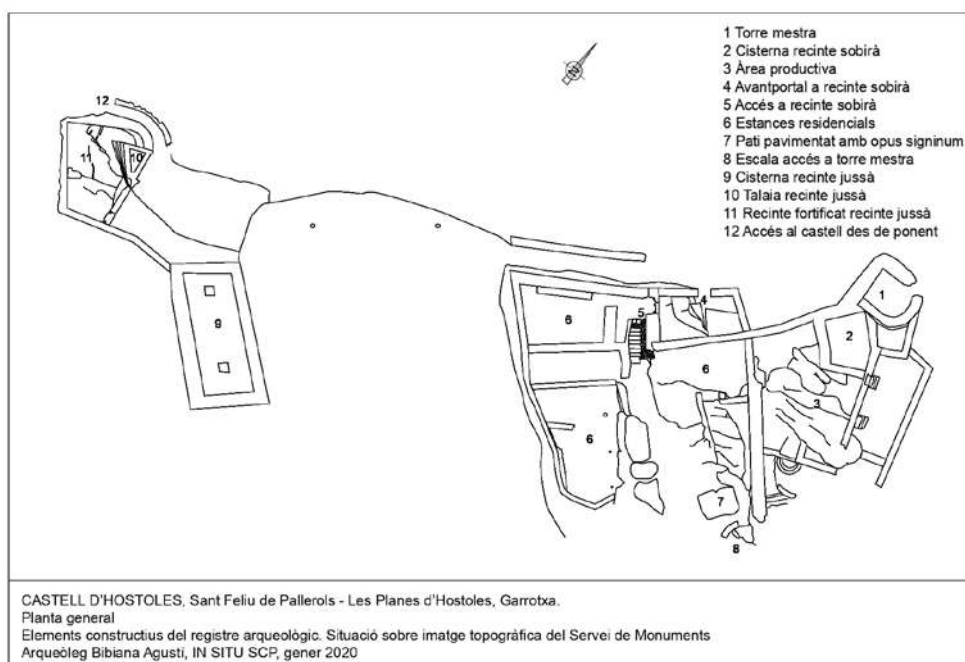 1 Torre mestra
2 Cisterna recinte sobirà
3 Àrea productiva
4 Avantportal a recinte sobirà
5 Accés a recinte sobirà
6 Estances residencials
7 Pati pavimentat amb opus signinum
8 Escala accés a torre mestra
9 Cisterna recinte jussà
10 Talaia recinte jussà
11 Recinte fortificat recinte jussà
12 Accés al castell des de ponent
N
12
11
10
9
6
5
4
1
2
6
3
6
7
8
CASTELL D'HOSTOLES, Sant Feliu de Pallerols - Les Planes d'Hostoles, Garrotxa.
Planta general
Elements constructius del registre arqueològic. Situació sobre imatge topogràfica del Servei de Monuments
Arqueòleg Bibiana Agustí, IN SITU SCP, gener 2020